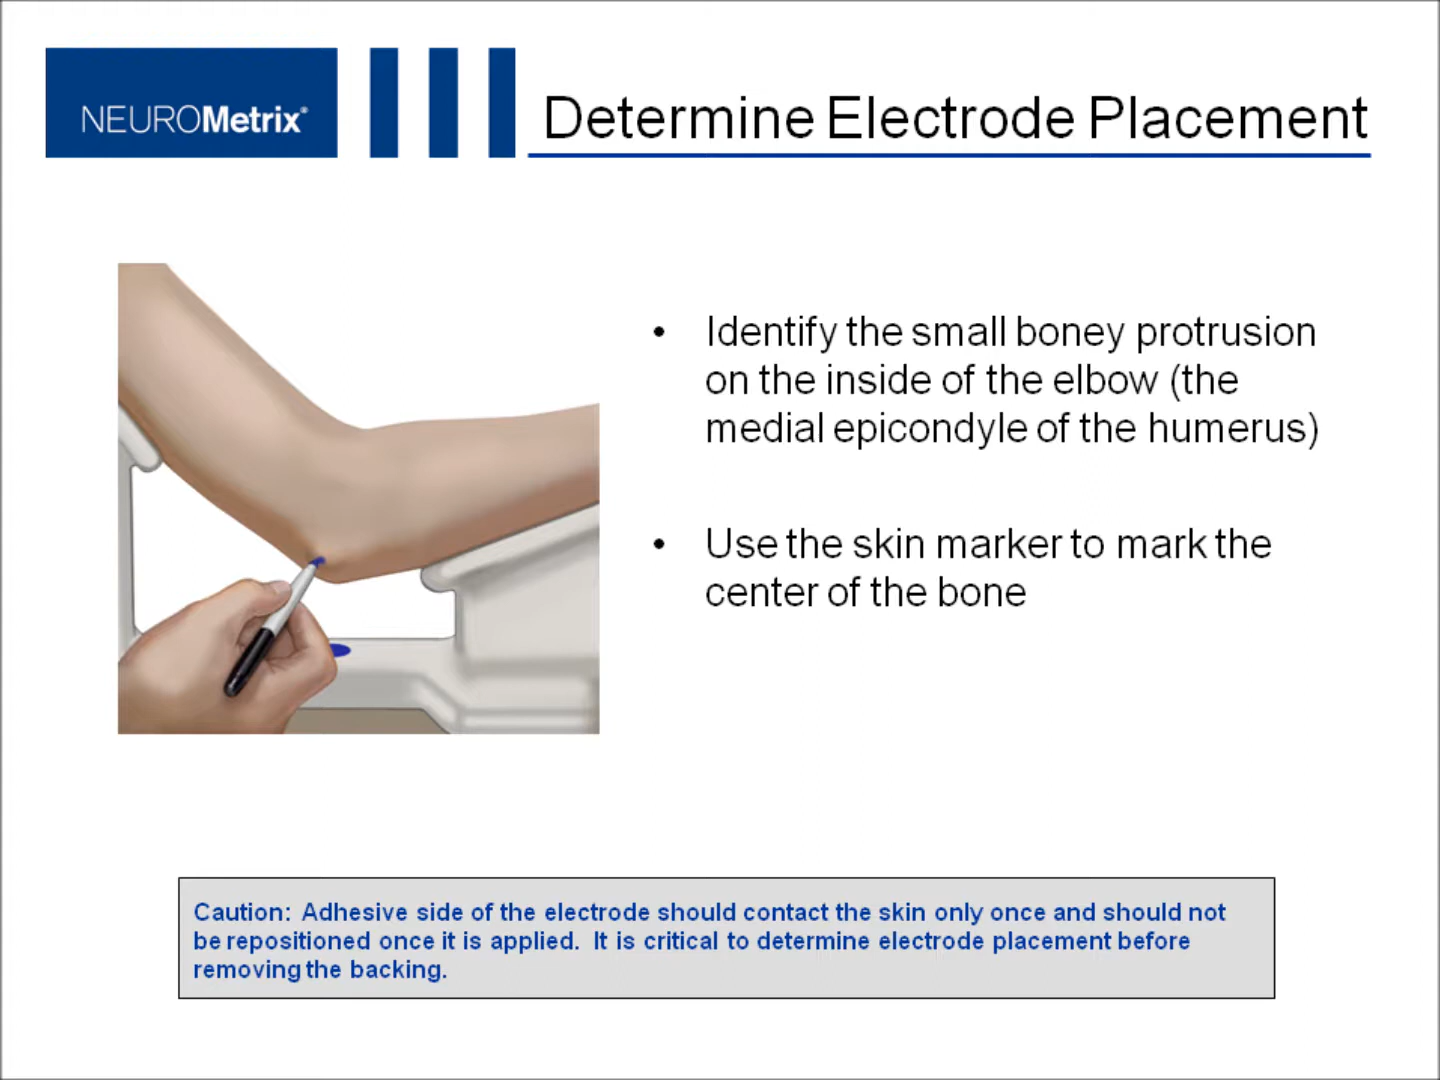 NEUROMetrix®
Determine Electrode Placement
• Identify the small boney protrusion
on the inside of the elbow (the
medial epicondyle of the humerus)
• Use the skin marker to mark the
center of the bone
Caution: Adhesive side of the electrode should contact the skin only once and should not
be repositioned once it is applied. It is critical to determine electrode placement before
removing the backing.